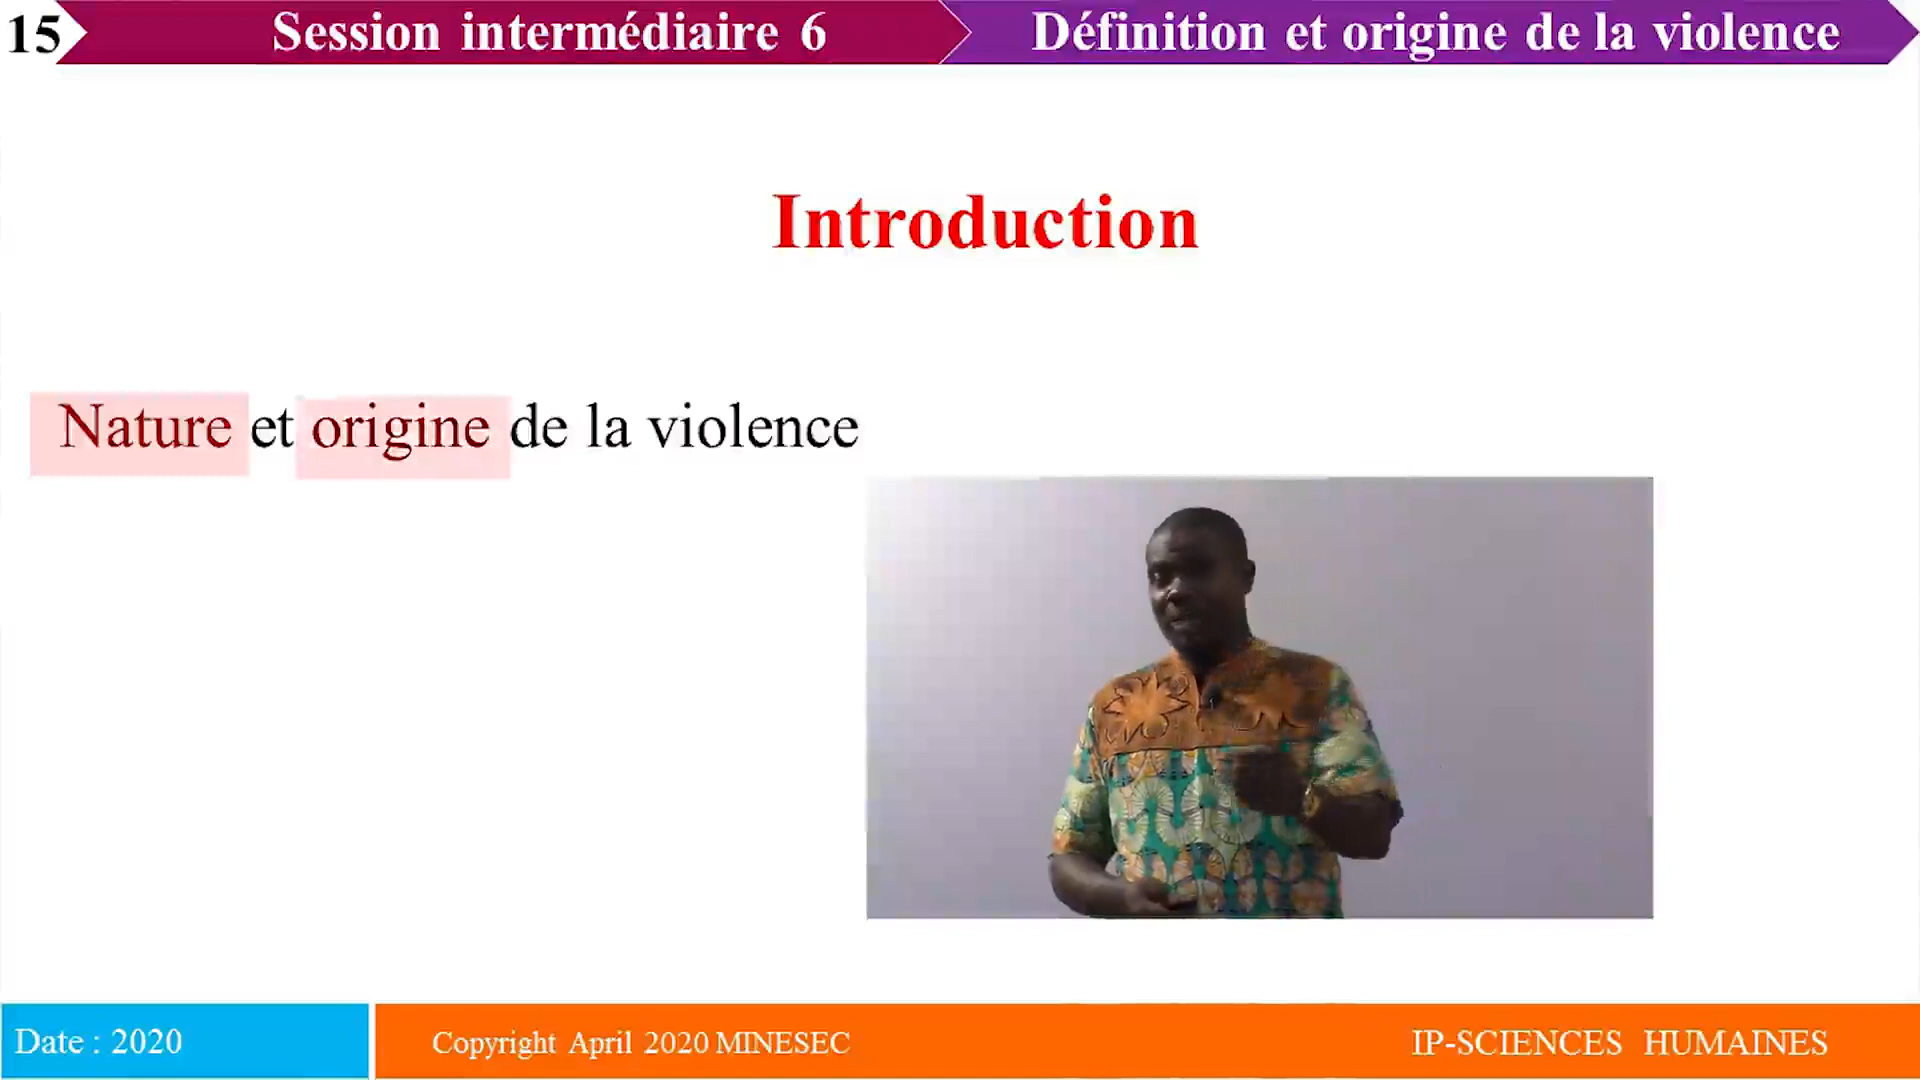 15 Session intermédiaire 6 Définition et origine de la violence
Introduction
Nature et origine de la violence
Date : 2020 Copyright April 2020 MINESEC IP-SCIENCES HUMAINES